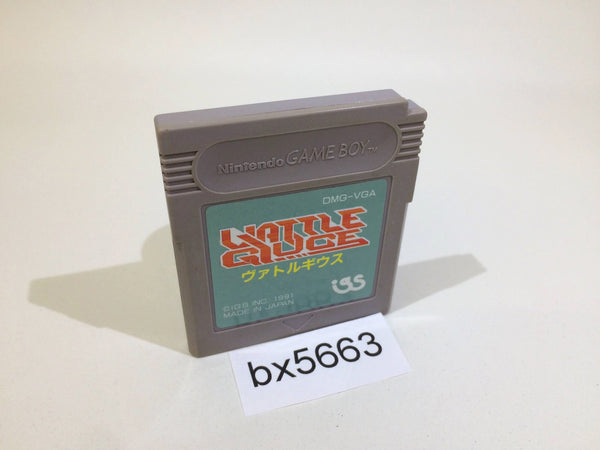 Nintendo GAME BOY TM
DMG-VGA
VATTLE
GIUCE
ヴァトルギウス
igs
©IGS INC. 1991
MADE IN JAPAN
bx5663